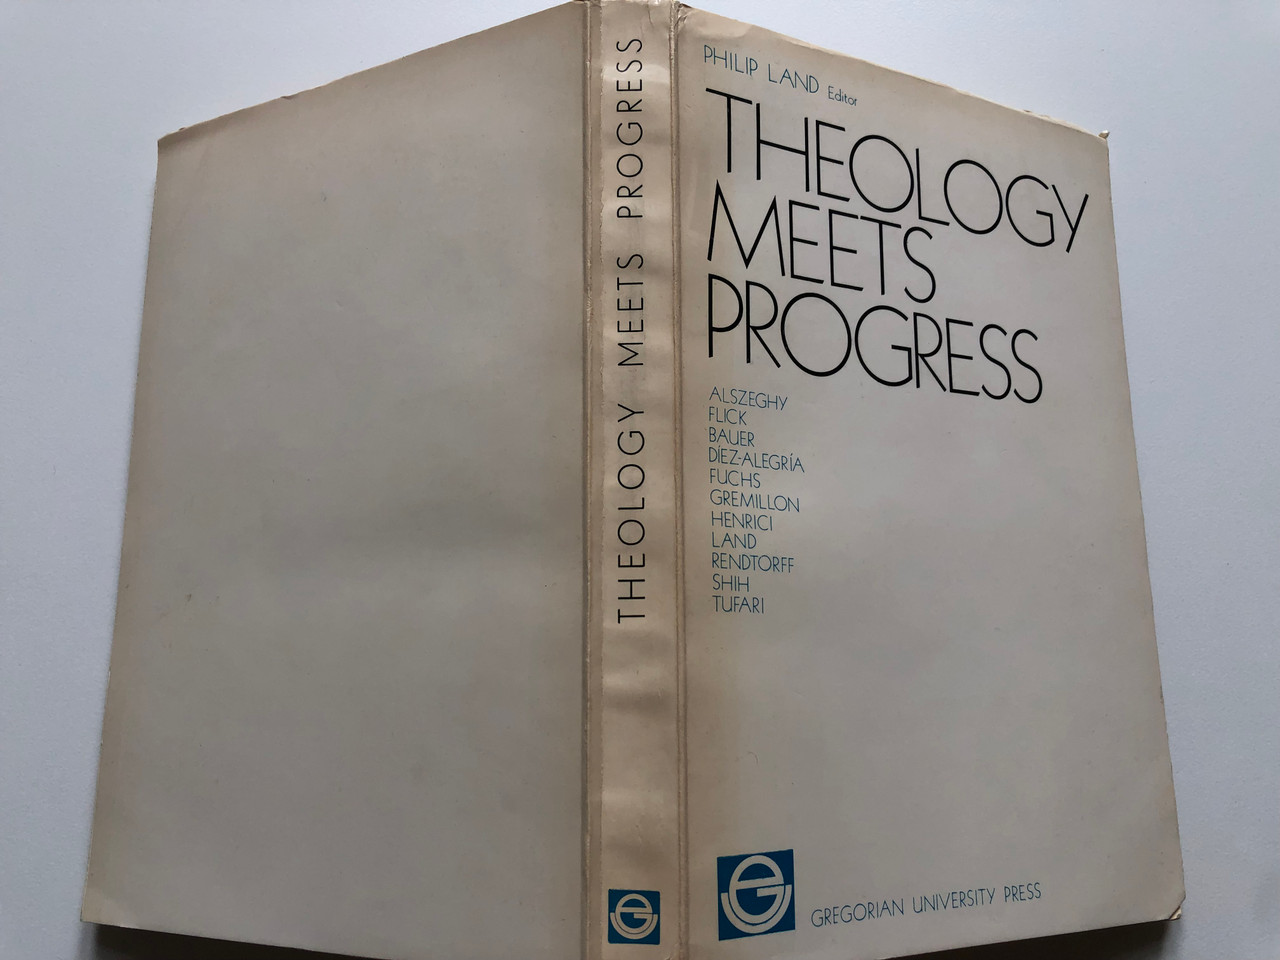 THEOLOGY MEETS PROGRESS
PHILIP LAND Editor
THEOLOGY
MEETS
PROGRESS
ALSZEGHY
FLICK
BAUER
DÍEZ-ALEGRÍA
FUCHS
GREMILLON
HENRICI
LAND
RENDTORFF
SHIH
TUFARI
GREGORIAN UNIVERSITY PRESS